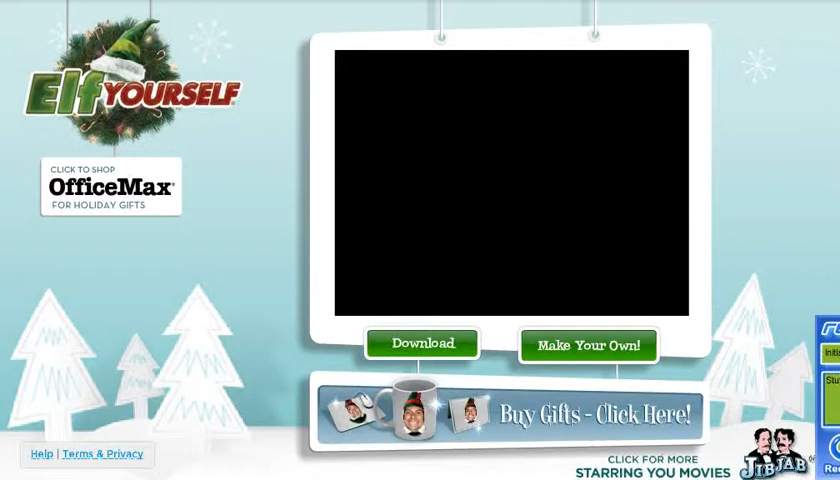 Elf YOURSELF
CLICK TO SHOP
OfficeMax
FOR HOLIDAY GIFTS
Download
Make Your Own!
Buy Gifts - Click Here!
Help | Terms & Privacy
CLICK FOR MORE
STARRING YOU MOVIES
JIBJAB